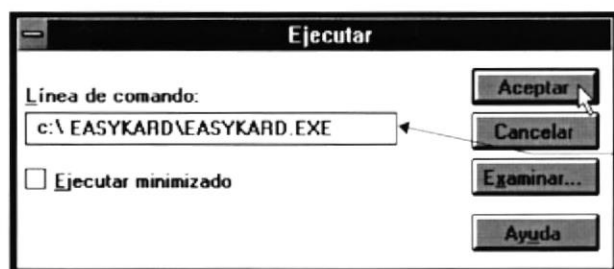 Ejecutar
Línea de comando:
c:\ EASYKARD\EASYKARD.EXE
Ejecutar minimizado
Aceptar
Cancelar
Examinar...
Ayuda